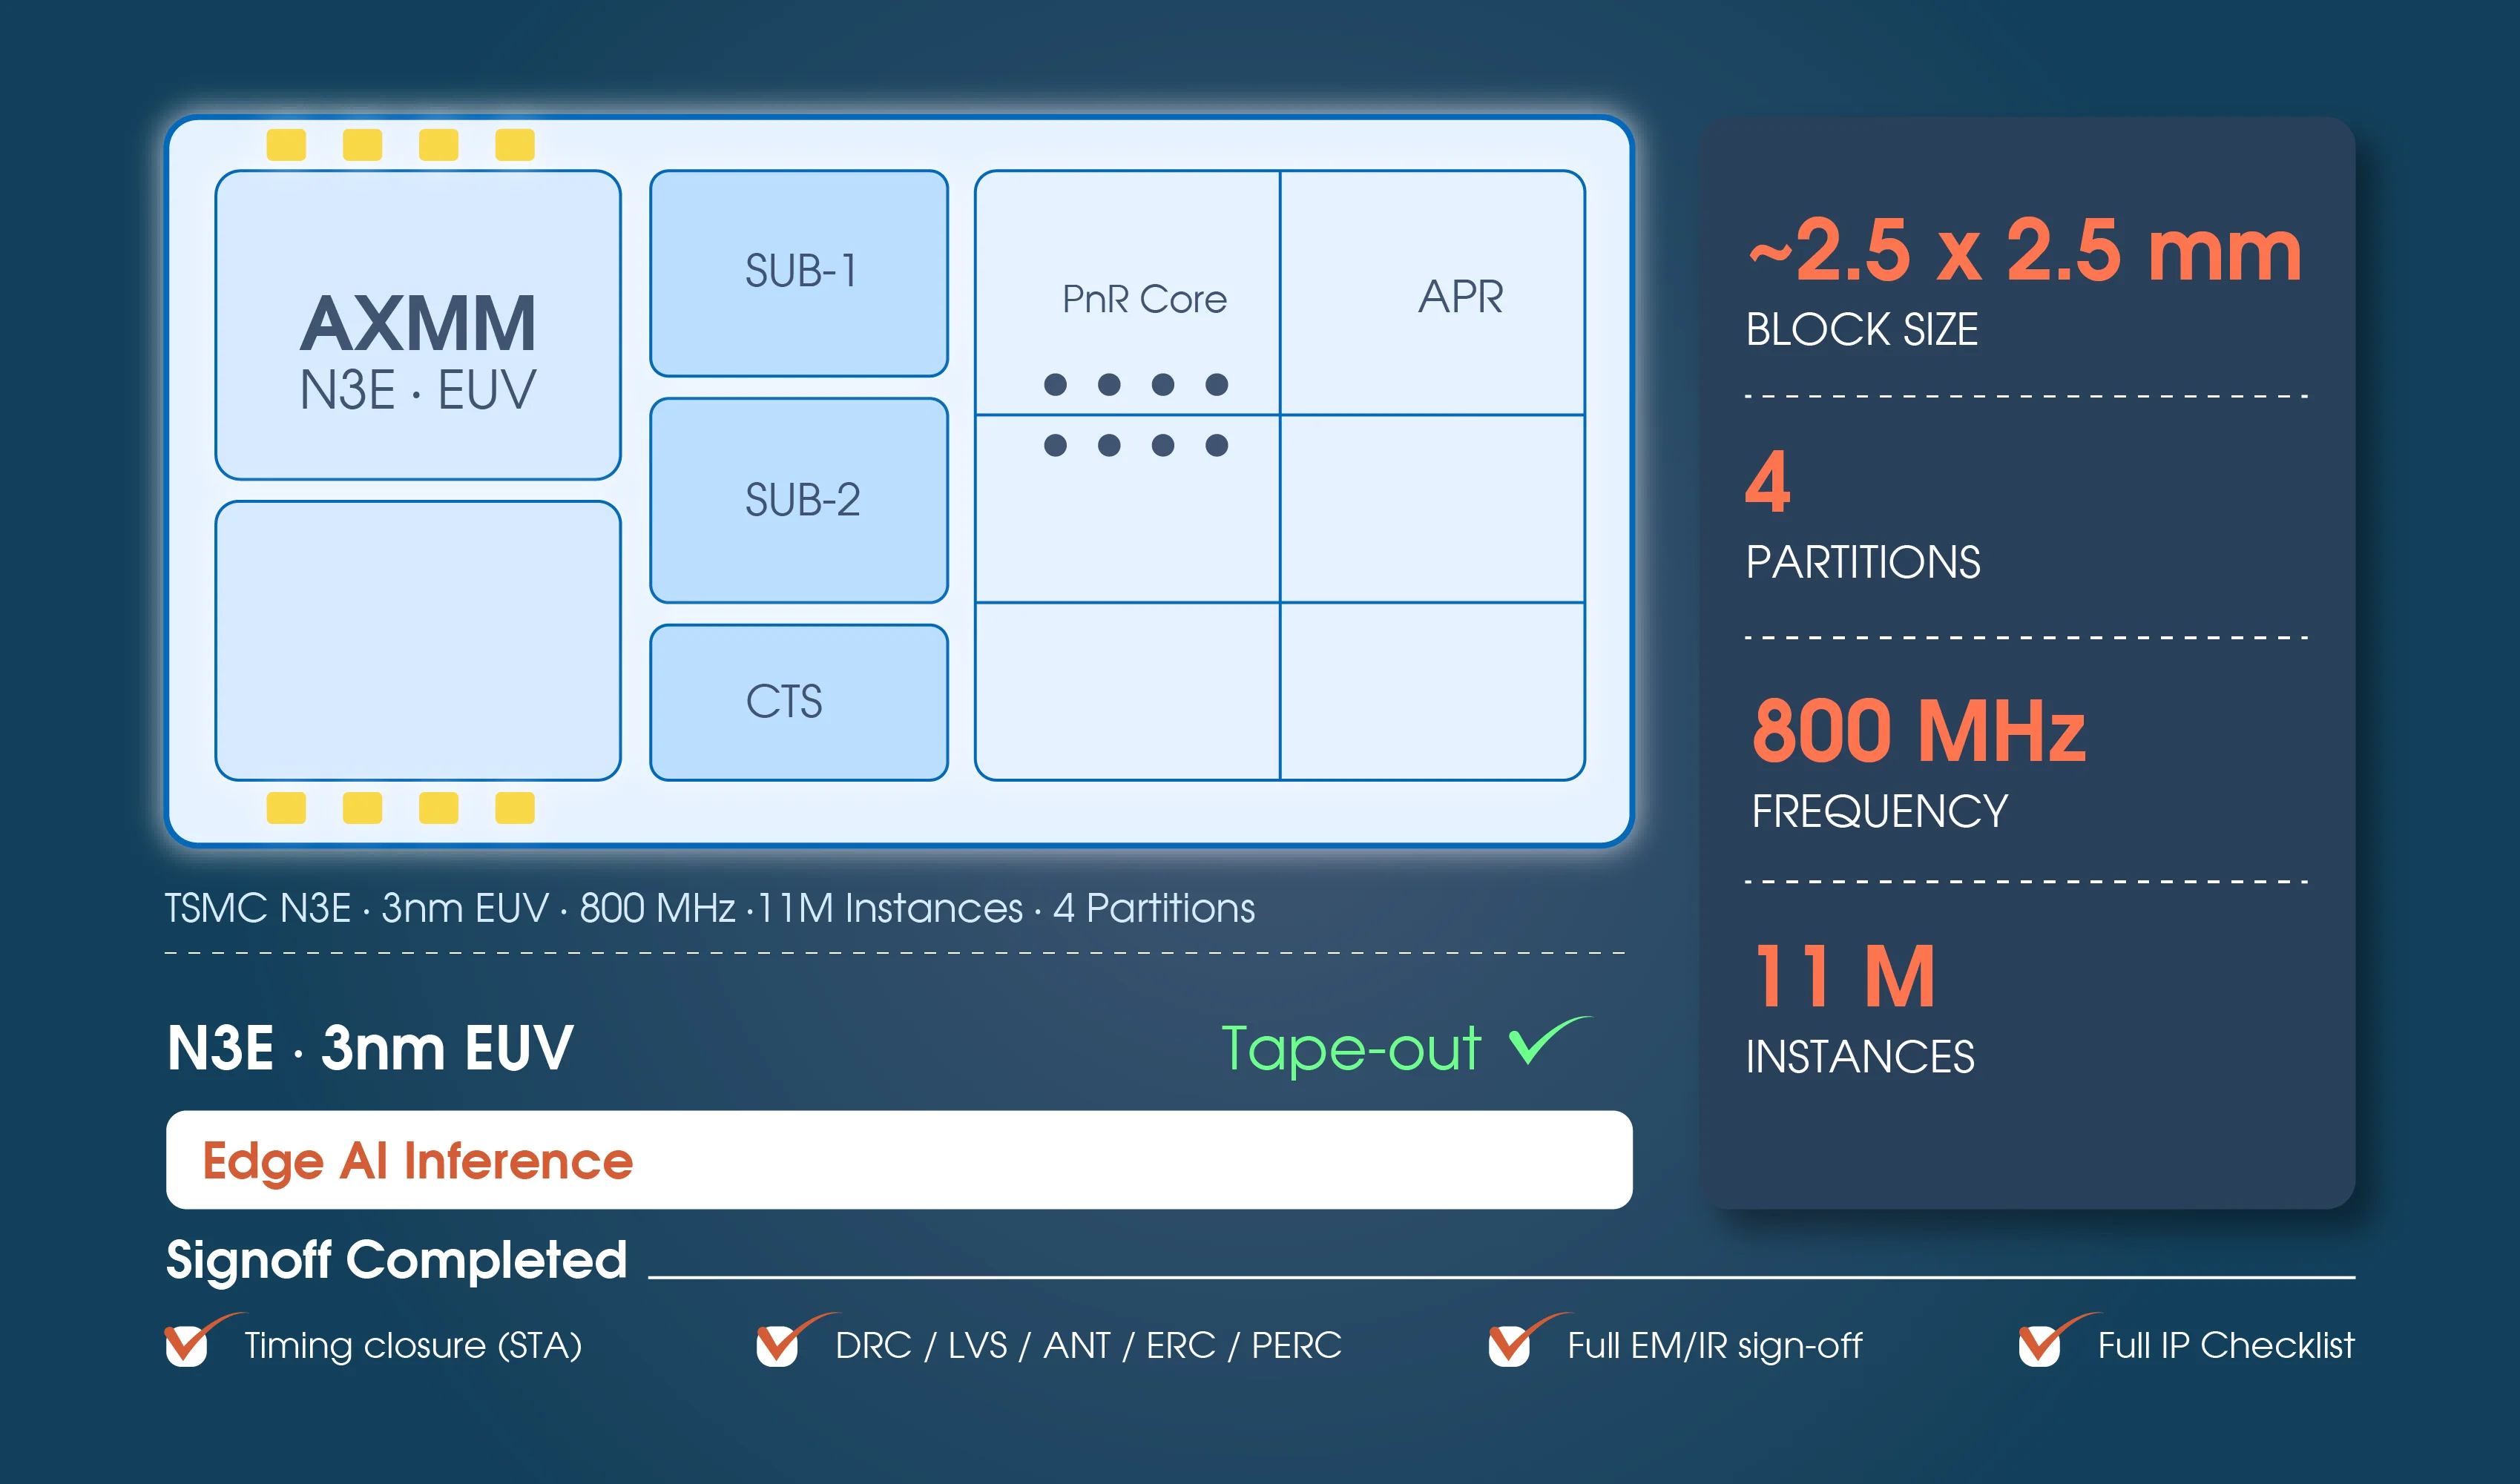 AXMM
N3E · EUV
SUB-1
SUB-2
CTS
PnR Core
APR
~2.5 x 2.5 mm
BLOCK SIZE
4
PARTITIONS
800 MHz
FREQUENCY
11 M
INSTANCES
TSMC N3E · 3nm EUV · 800 MHz ·11M Instances · 4 Partitions
N3E · 3nm EUV
Tape-out
Edge AI Inference
Signoff Completed
Timing closure (STA)
DRC / LVS / ANT / ERC / PERC
Full EM/IR sign-off
Full IP Checklist